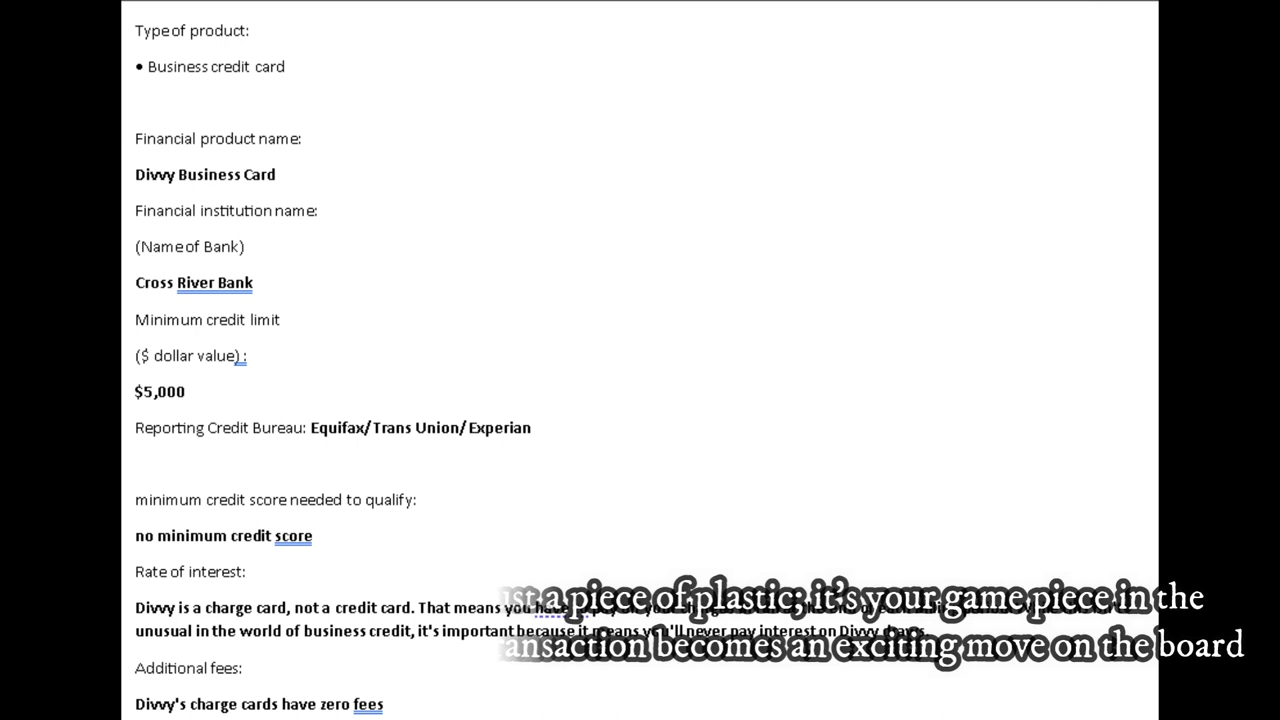 Type of product:
• Business credit card
Financial product name:
Divvy Business Card
Financial institution name:
(Name of Bank)
Cross River Bank
Minimum credit limit
($ dollar value) :
$5,000
Reporting Credit Bureau: Equifax/Trans Union/Experian
minimum credit score needed to qualify:
no minimum credit score
Rate of interest:
Divvy is a charge card, not a credit card. That means you have
unusual in the world of business credit, it's important because it means you'll never pay interest on Divvy
a piece of plastic; it's your game piece in the
becomes an exciting move on the board
Additional fees:
Divvy's charge cards have zero fees